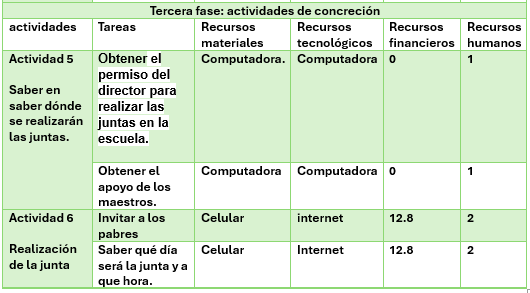 Tercera fase: actividades de concreción
actividades Tareas Recursos materiales Recursos tecnológicos Recursos financieros Recursos humanos
Actividad 5
Saber en
saber dónde
se realizarán
las juntas.
Obtener el
permiso del
director para
realizar las
juntas en la
escuela.
Computadora. Computadora 0 1
Obtener el
apoyo de los
maestros.
Computadora Computadora 0 1
Actividad 6
Realización
de la junta
Invitar a los
pabres
Celular internet 12.8 2
Saber qué día
será la junta y a
que hora.
Celular Internet 12.8 2